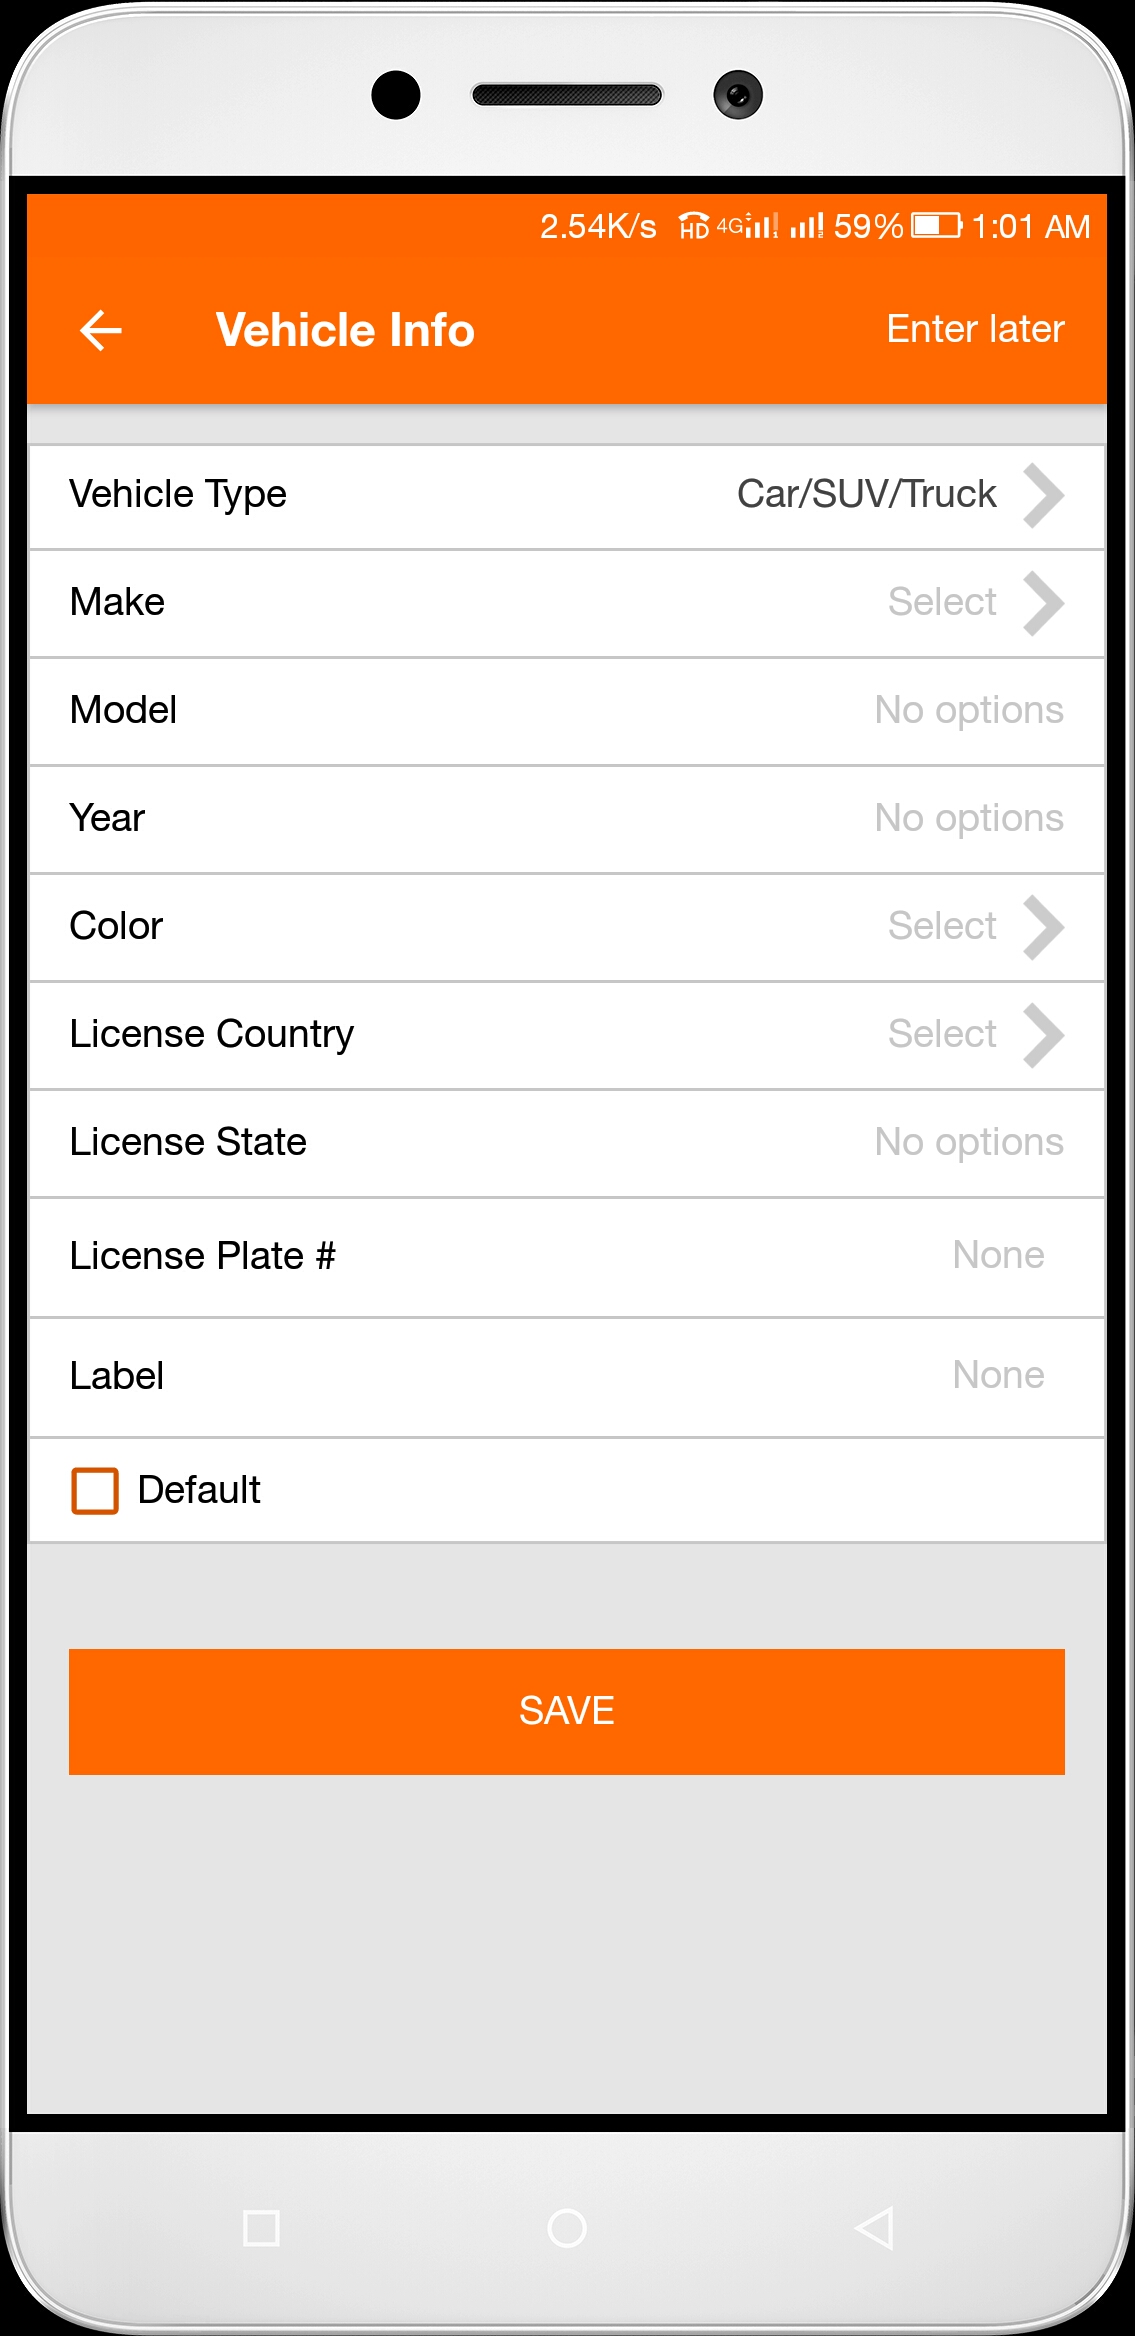 2.54K/s HD 4G 59% 1:01 AM
Vehicle Info Enter later
Vehicle Type Car/SUV/Truck
Make Select
Model No options
Year No options
Color Select
License Country Select
License State No options
License Plate # None
Label None
Default
SAVE